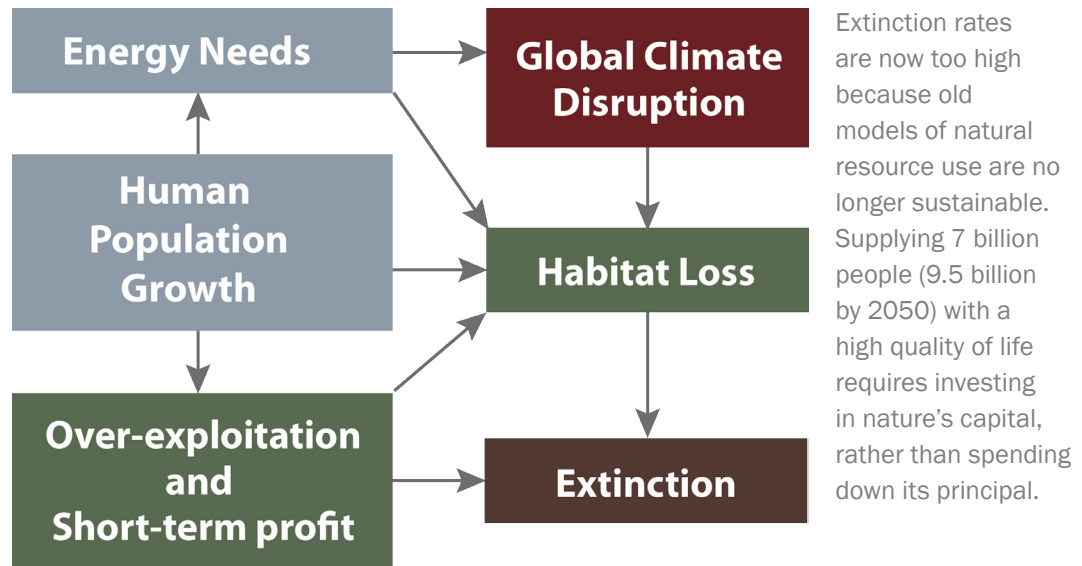 Energy Needs
Global Climate
Disruption
Human
Population
Growth
Habitat Loss
Over-exploitation
and
Short-term profit
Extinction
Extinction rates
are now too high
because old
models of natural
resource use are no
longer sustainable.
Supplying 7 billion
people (9.5 billion
by 2050) with a
high quality of life
requires investing
in nature’s capital,
rather than spending
down its principal.